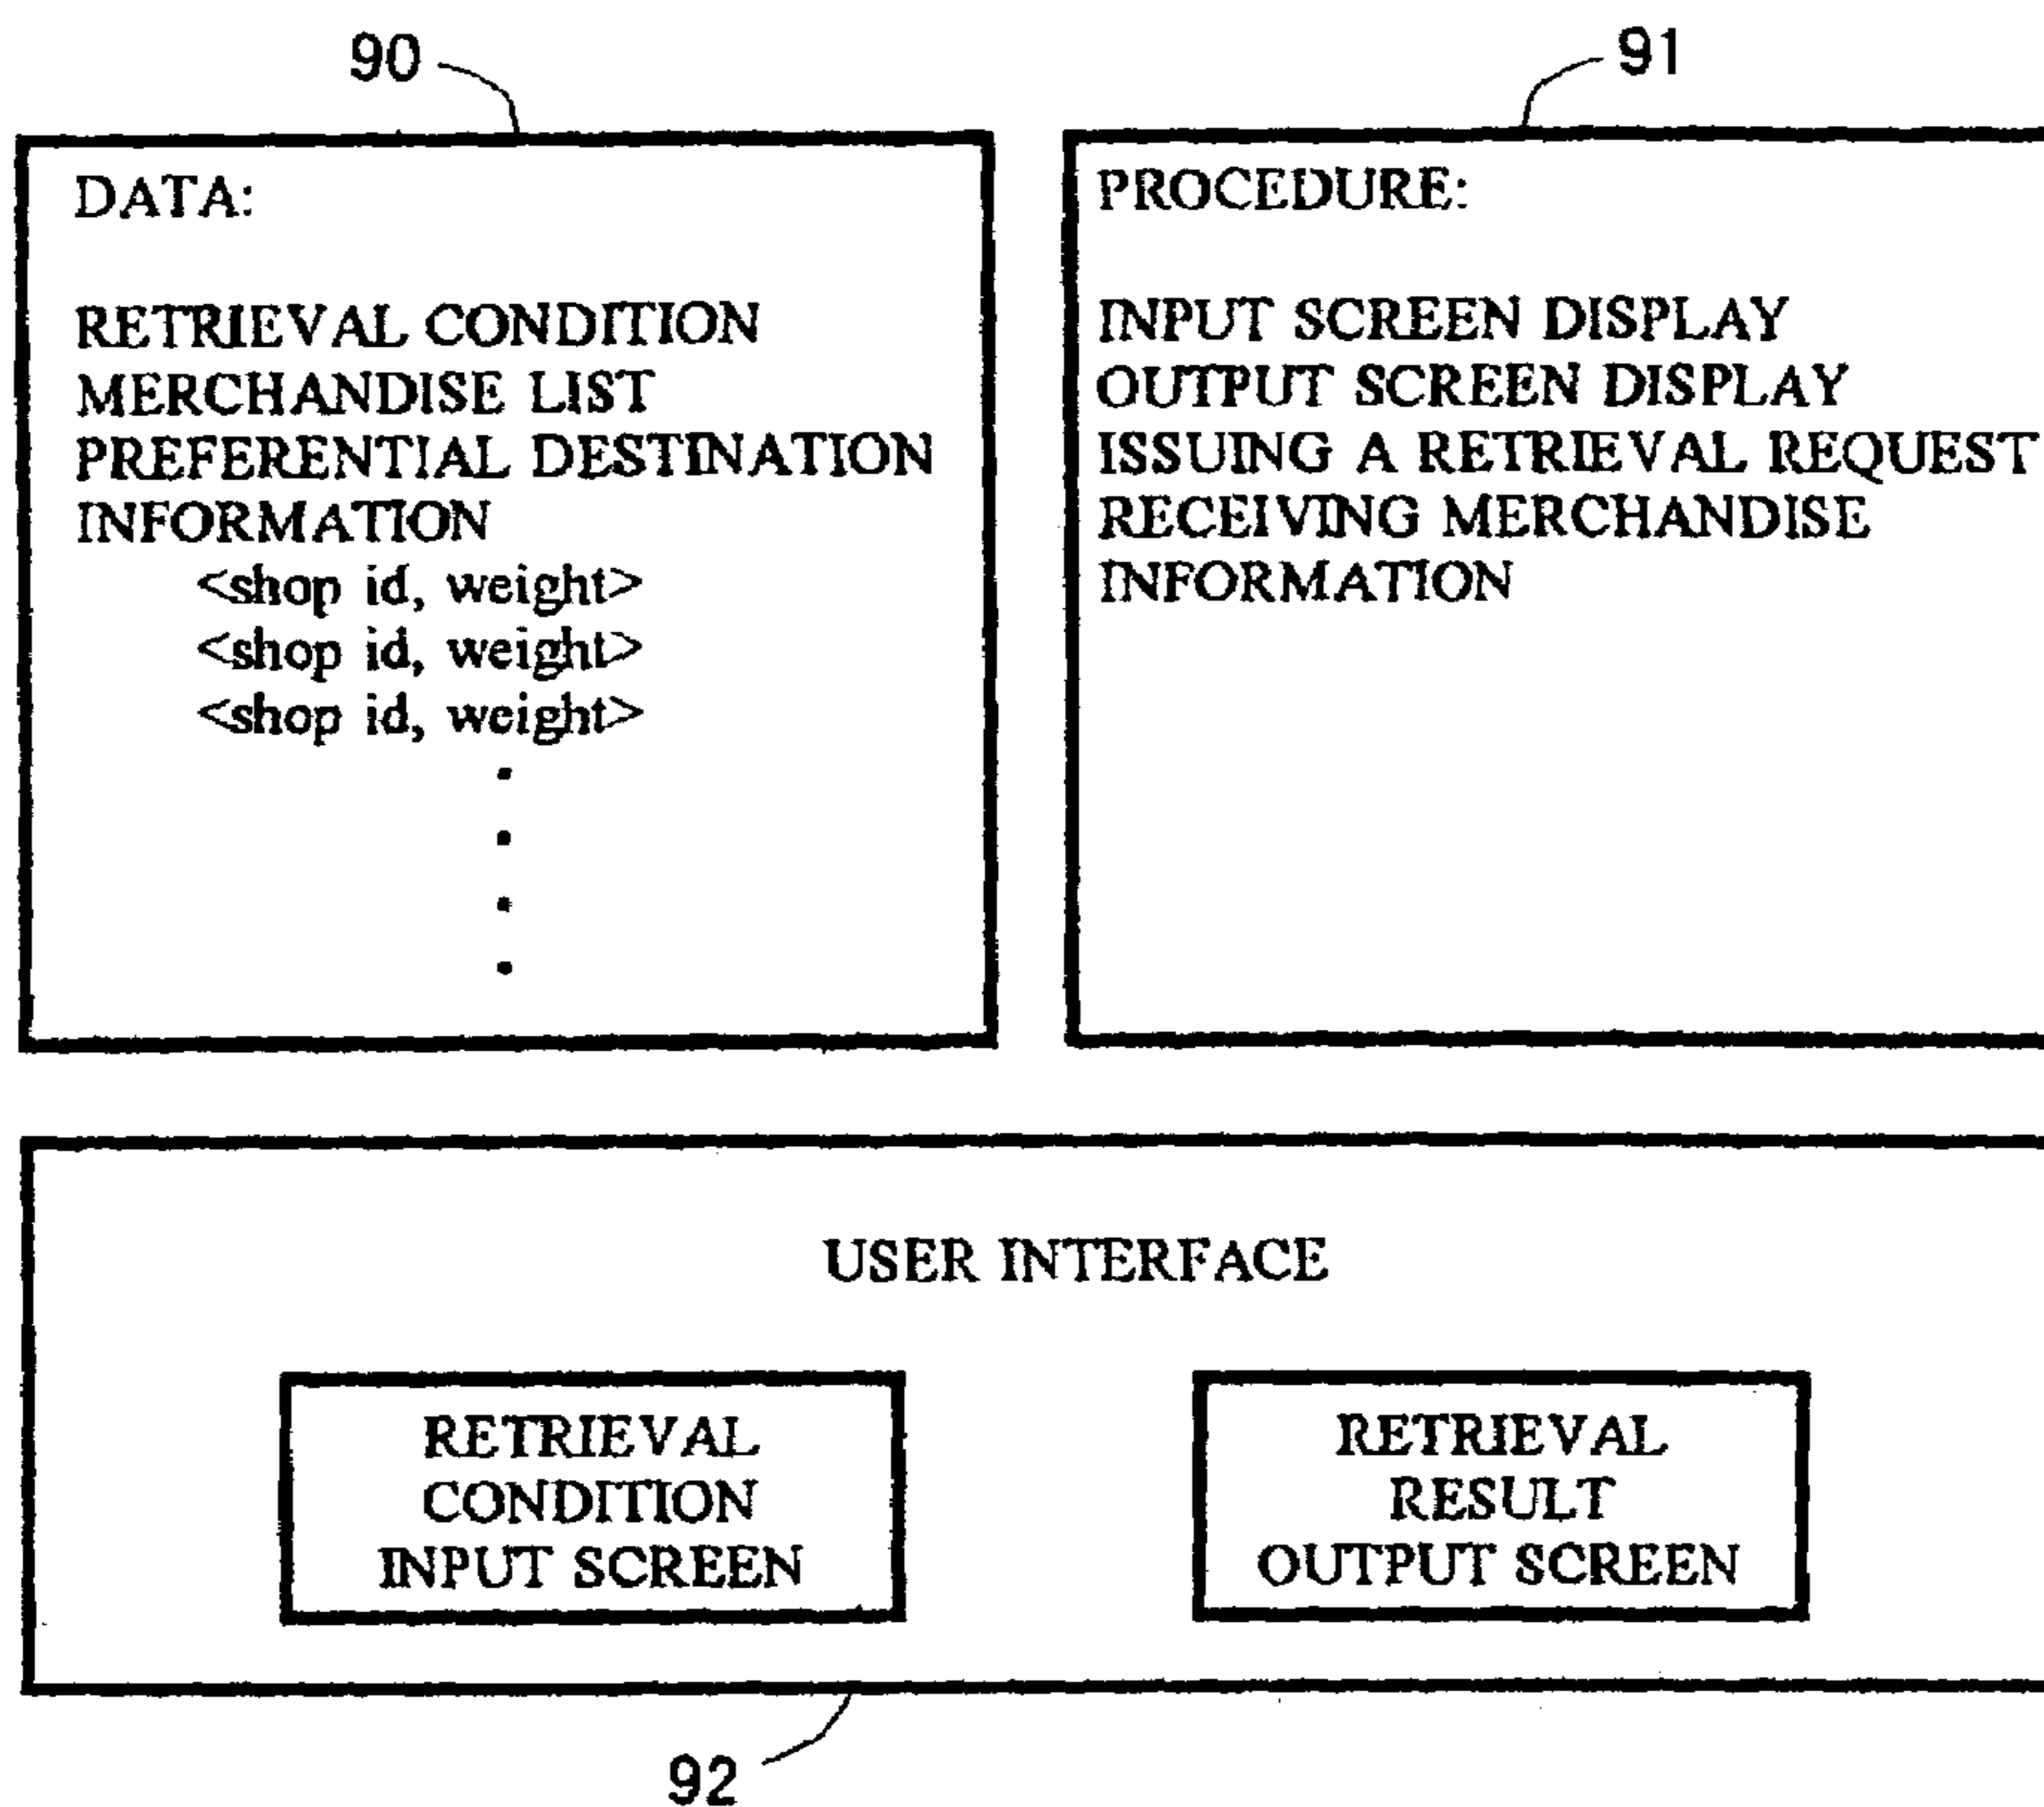 90
DATA:
RETRIEVAL CONDITION
MERCHANDISE LIST
PREFERENTIAL DESTINATION
INFORMATION
<shop id, weight>
<shop id, weight>
<shop id, weight>
91
PROCEDURE:
INPUT SCREEN DISPLAY
OUTPUT SCREEN DISPLAY
ISSUING A RETRIEVAL REQUEST
RECEIVING MERCHANDISE
INFORMATION
USER INTERFACE
RETRIEVAL
CONDITION
INPUT SCREEN
RETRIEVAL
RESULT
OUTPUT SCREEN
92